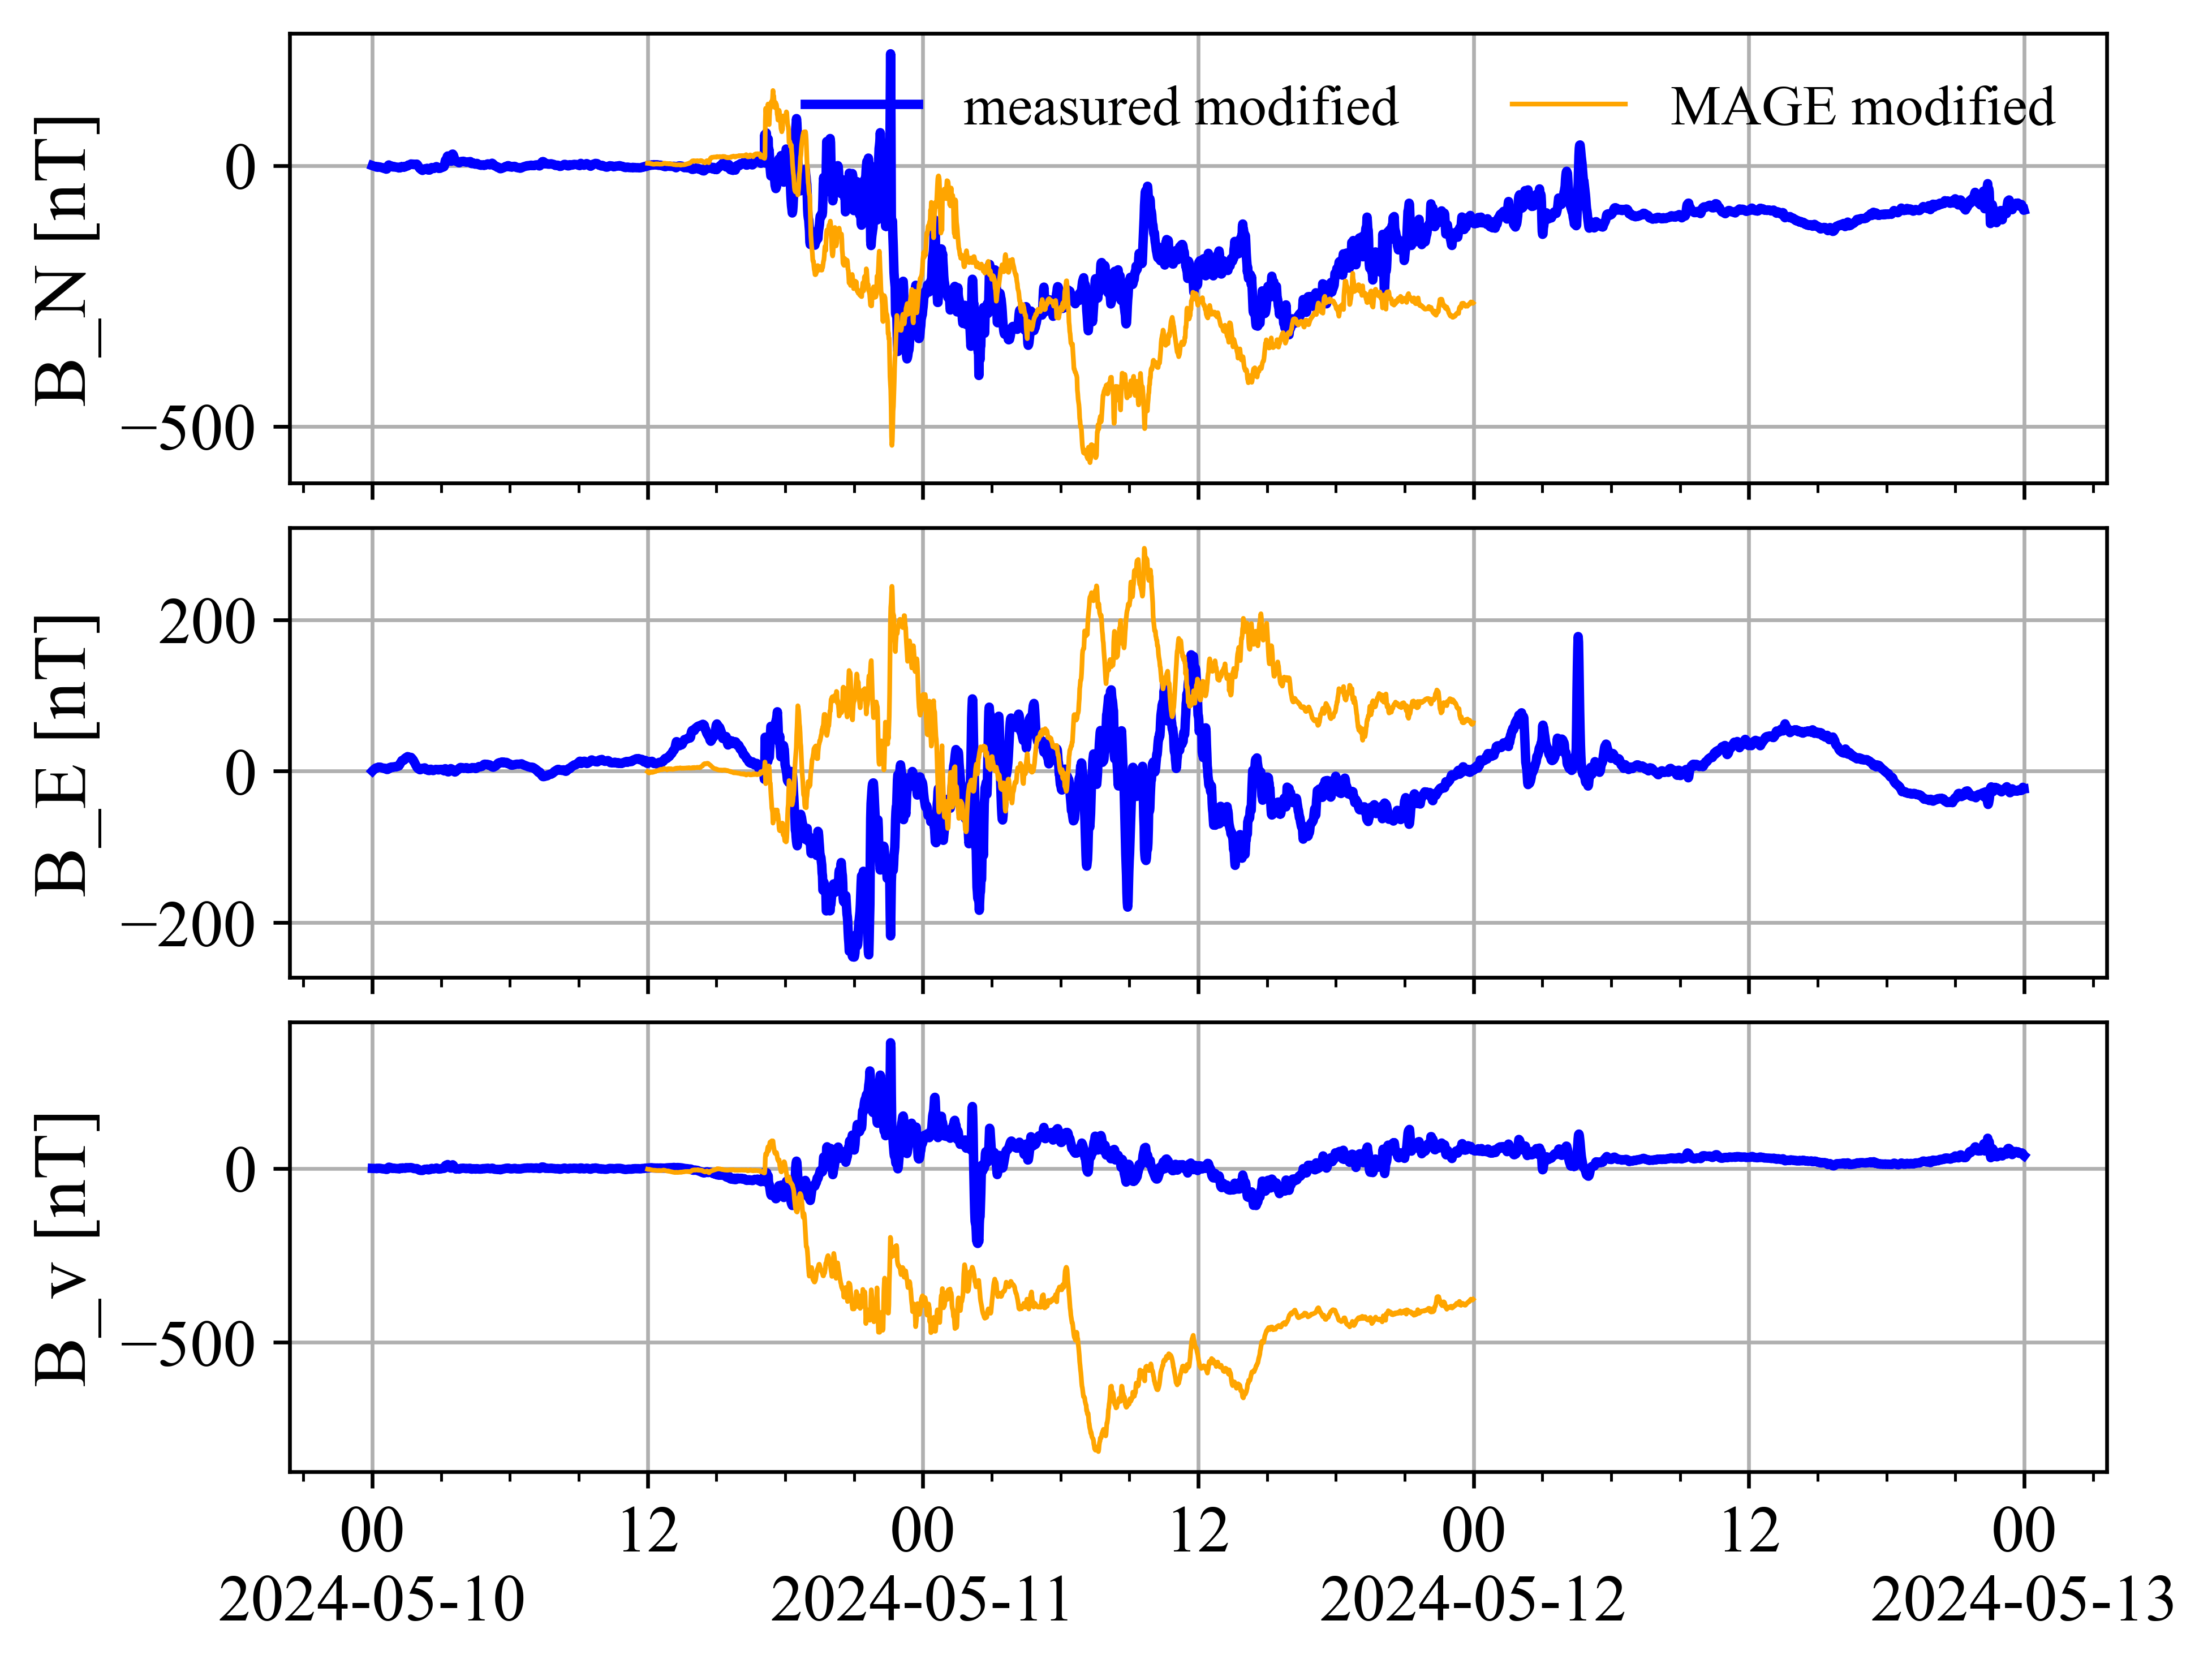 measured modified MAGE modified
B_N [nT]
0
−500
B_E [nT]
200
0
−200
B_v [nT]
0
−500
00 12 00 12 00 12 00
2024-05-10 2024-05-11 2024-05-12 2024-05-13